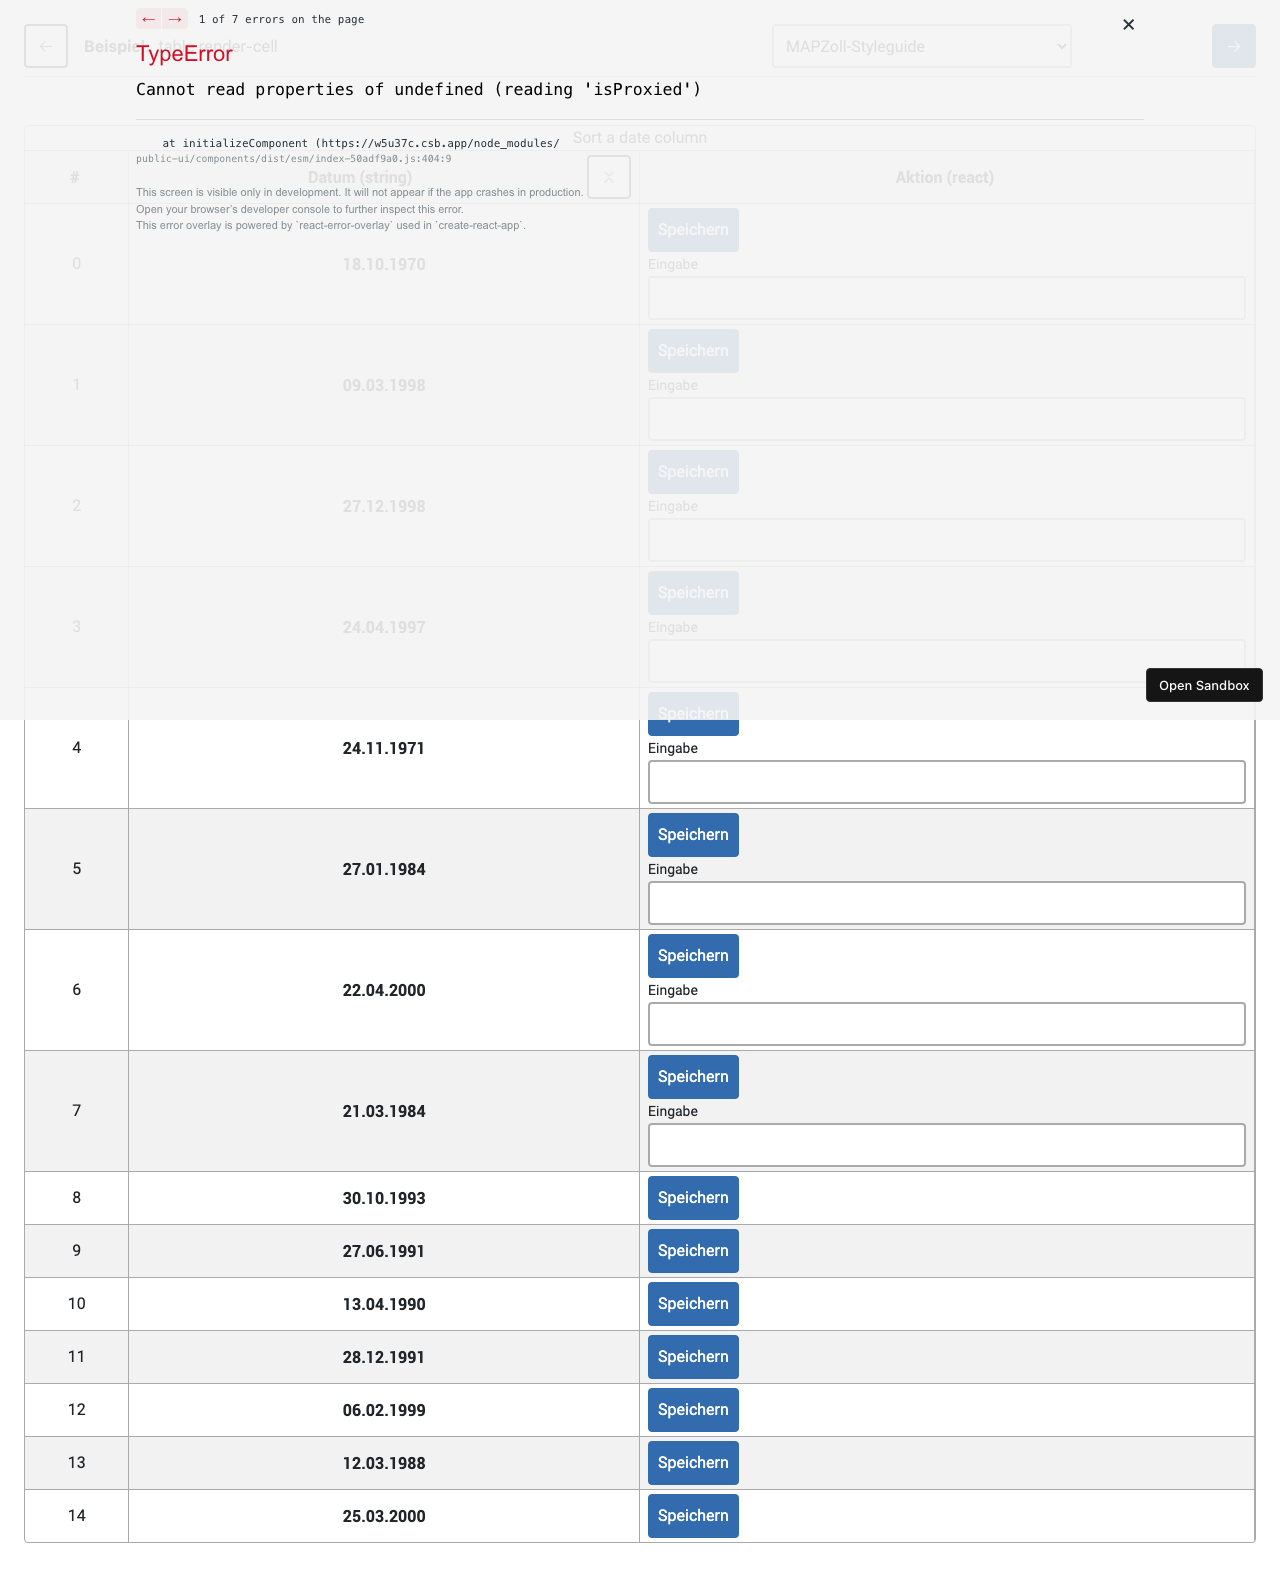 ← → 1 of 7 errors on the page
×
← Beispiel table render-cell MAPZoll-Styleguide →
TypeError
Cannot read properties of undefined (reading 'isProxied')
Sort a date column
at initializeComponent (https://w5u37c.csb.app/node_modules/
public-ui/components/dist/esm/index-50adf9a0.js:404:9
# Datum (string) Aktion (react)
This screen is visible only in development. It will not appear if the app crashes in production.
Open your browser's developer console to further inspect this error.
This error overlay is powered by `react-error-overlay` used in `create-react-app`.
Speichern
0 18.10.1970 Eingabe
Speichern
1 09.03.1998 Eingabe
Speichern
2 27.12.1998 Eingabe
Speichern
3 24.04.1997 Eingabe
Open Sandbox
Speichern
4 24.11.1971 Eingabe
Speichern
5 27.01.1984 Eingabe
Speichern
6 22.04.2000 Eingabe
Speichern
7 21.03.1984 Eingabe
8 30.10.1993 Speichern
9 27.06.1991 Speichern
10 13.04.1990 Speichern
11 28.12.1991 Speichern
12 06.02.1999 Speichern
13 12.03.1988 Speichern
14 25.03.2000 Speichern